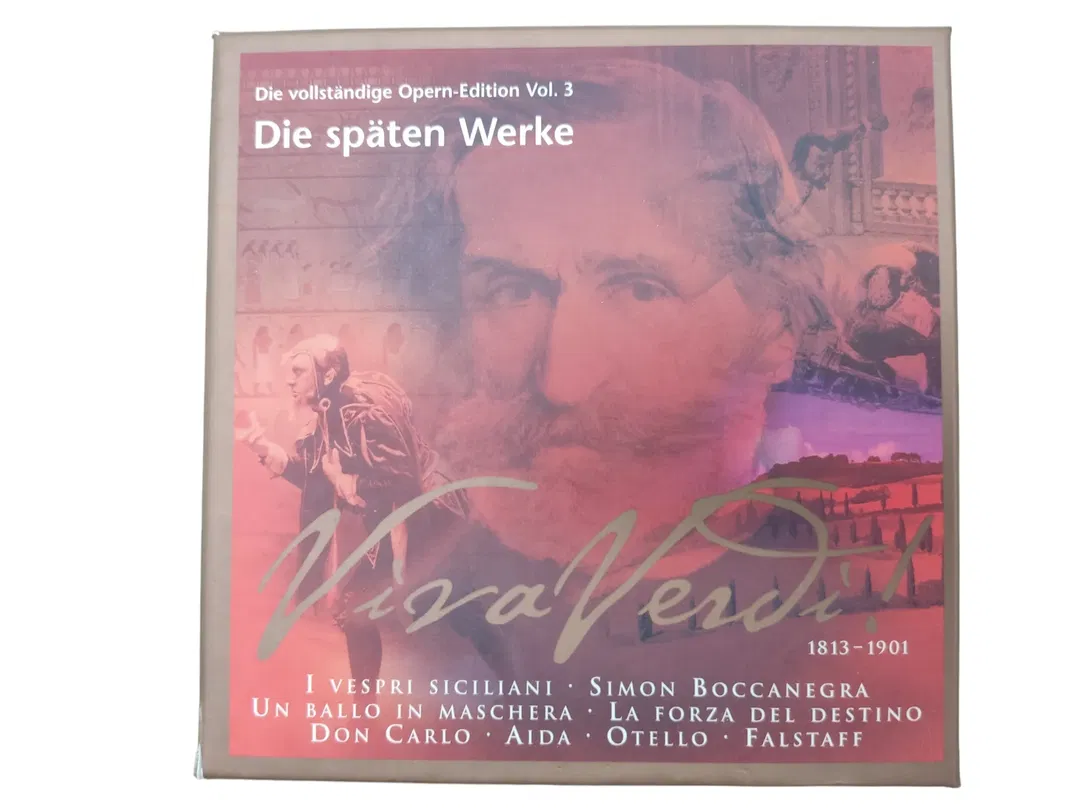 Die vollständige Opern-Edition Vol. 3
Die späten Werke
Viva Verdi!
1813–1901
I VESPRI SICILIANI · SIMON BOCCANEGRA
UN BALLO IN MASCHERA · LA FORZA DEL DESTINO
DON CARLO · AIDA · OTELLO · FALSTAFF